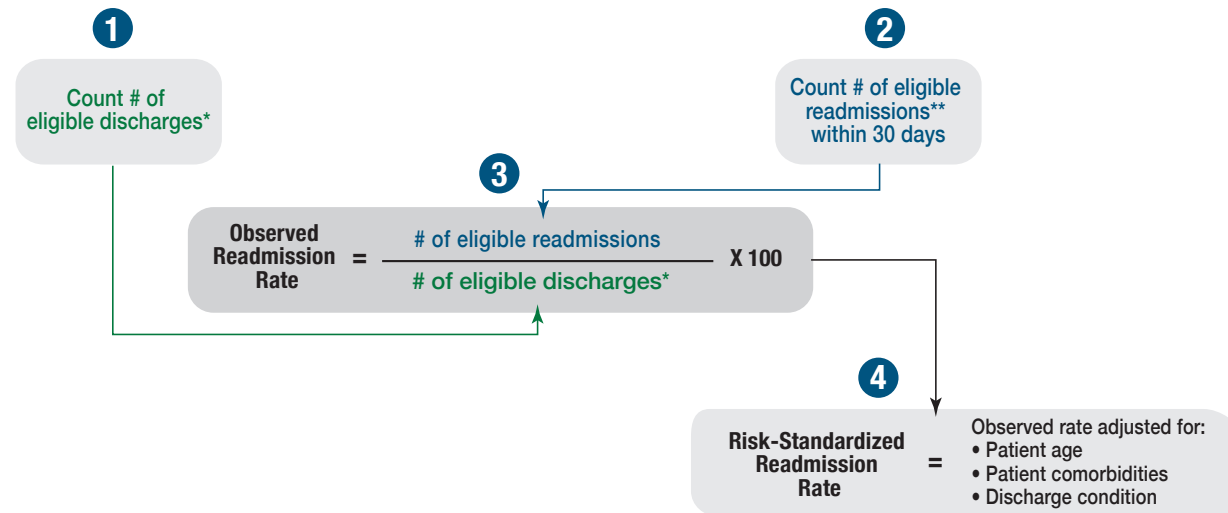 1
Count # of
eligible discharges*
2
Count # of eligible
readmissions**
within 30 days
3
Observed
Readmission
Rate
=
# of eligible readmissions
# of eligible discharges*
X 100
4
Risk-Standardized
Readmission
Rate
=
Observed rate adjusted for:
• Patient age
• Patient comorbidities
• Discharge condition